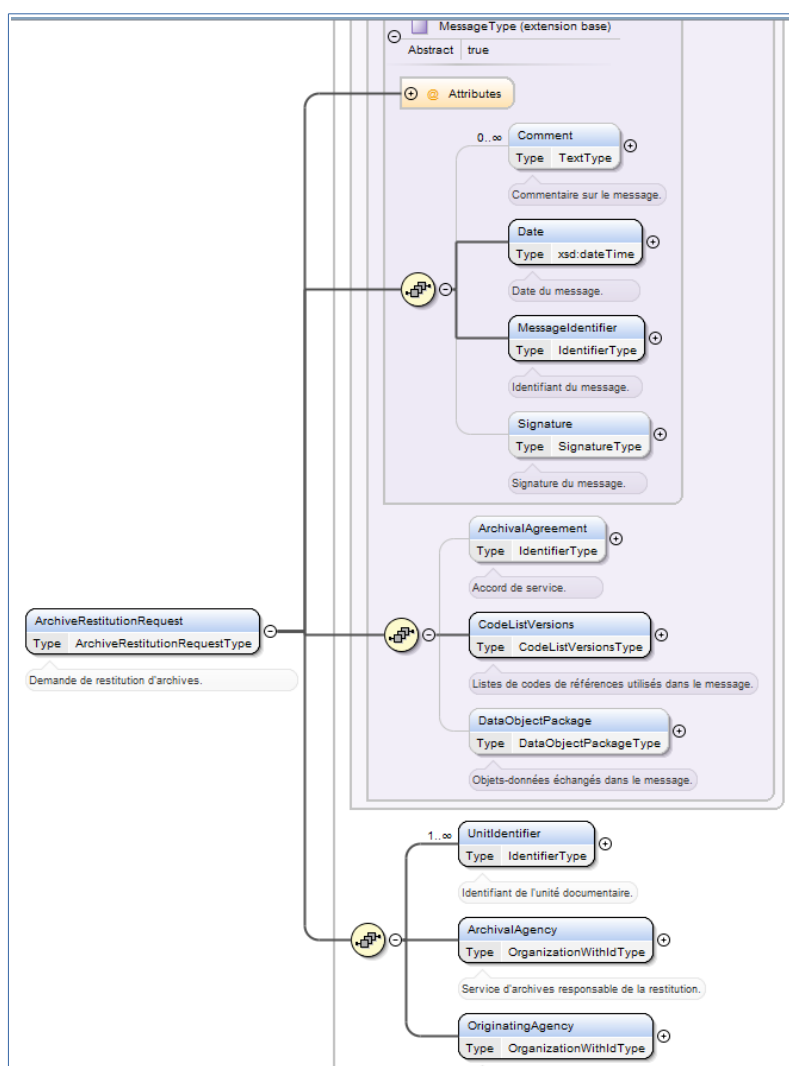 MessageType (extension base)
Abstract true
@ Attributes
0..∞ Comment
Type TextType
Commentaire sur le message.
Date
Type xsd:dateTime
Date du message.
MessageIdentifier
Type IdentifierType
Identifiant du message.
Signature
Type SignatureType
Signature du message.
ArchivalAgreement
Type IdentifierType
Accord de service.
ArchiveRestitutionRequest
Type ArchiveRestitutionRequestType
Demande de restitution d'archives.
CodeListVersions
Type CodeListVersionsType
Listes de codes de références utilisés dans le message.
DataObjectPackage
Type DataObjectPackageType
Objets-données échangés dans le message.
1..∞ UnitIdentifier
Type IdentifierType
Identifiant de l'unité documentaire.
ArchivalAgency
Type OrganizationWithIdType
Service d'archives responsable de la restitution.
OriginatingAgency
Type OrganizationWithIdType